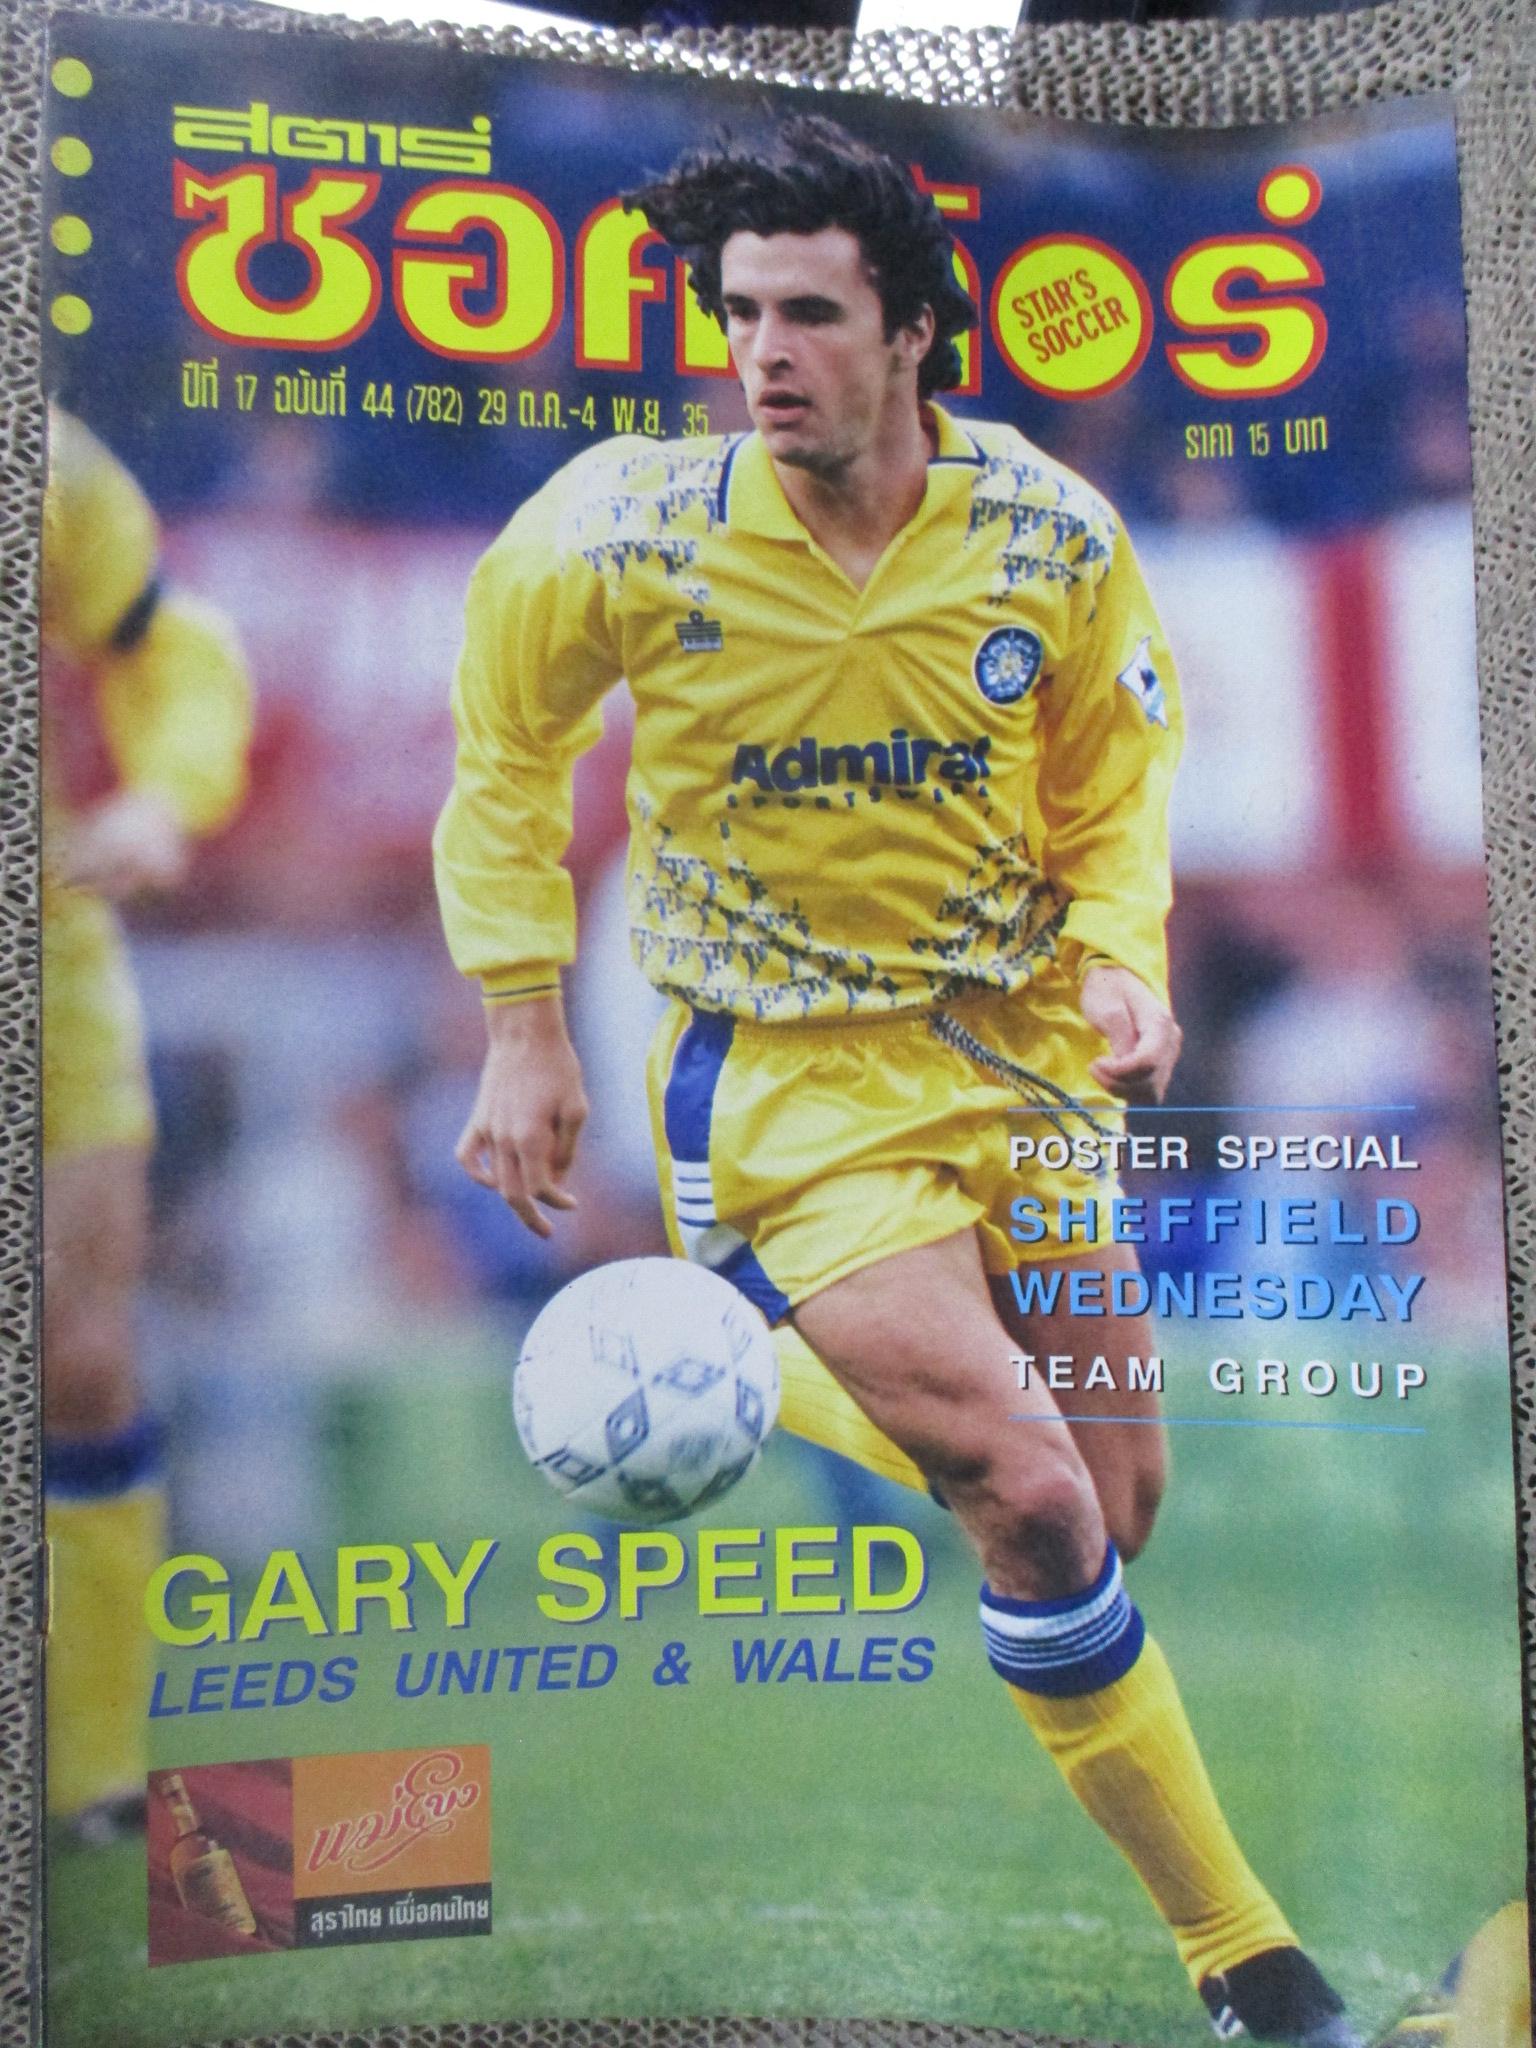 สตาร์
ซอคเก้อร์
STAR'S
SOCCER
ปีที่ 17 ฉบับที่ 44 (782) 29 ต.ค.-4 พ.ย. 35
ราคา 15 บาท
Admiral
SPORTSWEAR
POSTER SPECIAL
SHEFFIELD
WEDNESDAY
TEAM GROUP
GARY SPEED
LEEDS UNITED & WALES
แม่โขง
สุราไทย เพื่อคนไทย